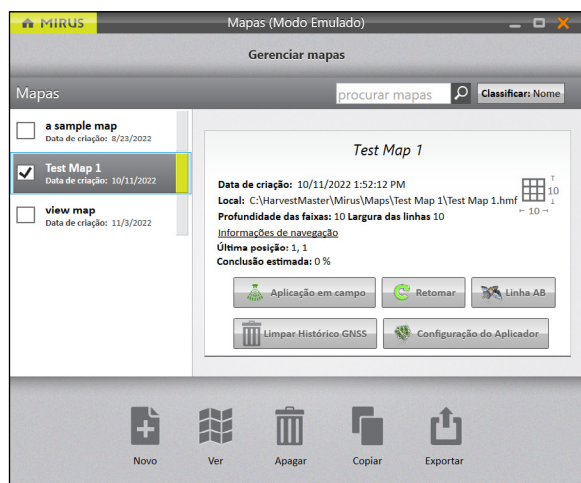 MIRUS
Mapas (Modo Emulado)
Gerenciar mapas
Mapas
procurar mapas
Classificar: Nome
a sample map
Data de criação: 8/23/2022
Test Map 1
Data de criação: 10/11/2022
view map
Data de criação: 11/3/2022
Test Map 1
Data de criação: 10/11/2022 1:52:12 PM
Local: C:\HarvestMaster\Mirus\Maps\Test Map 1\Test Map 1.hmf
10
10
Profundidade das faixas: 10 Largura das linhas 10
Informações de navegação
Última posição: 1, 1
Conclusão estimada: 0 %
Aplicação em campo
Retomar
Linha AB
Limpar Histórico GNSS
Configuração do Aplicador
Novo
Ver
Apagar
Copiar
Exportar